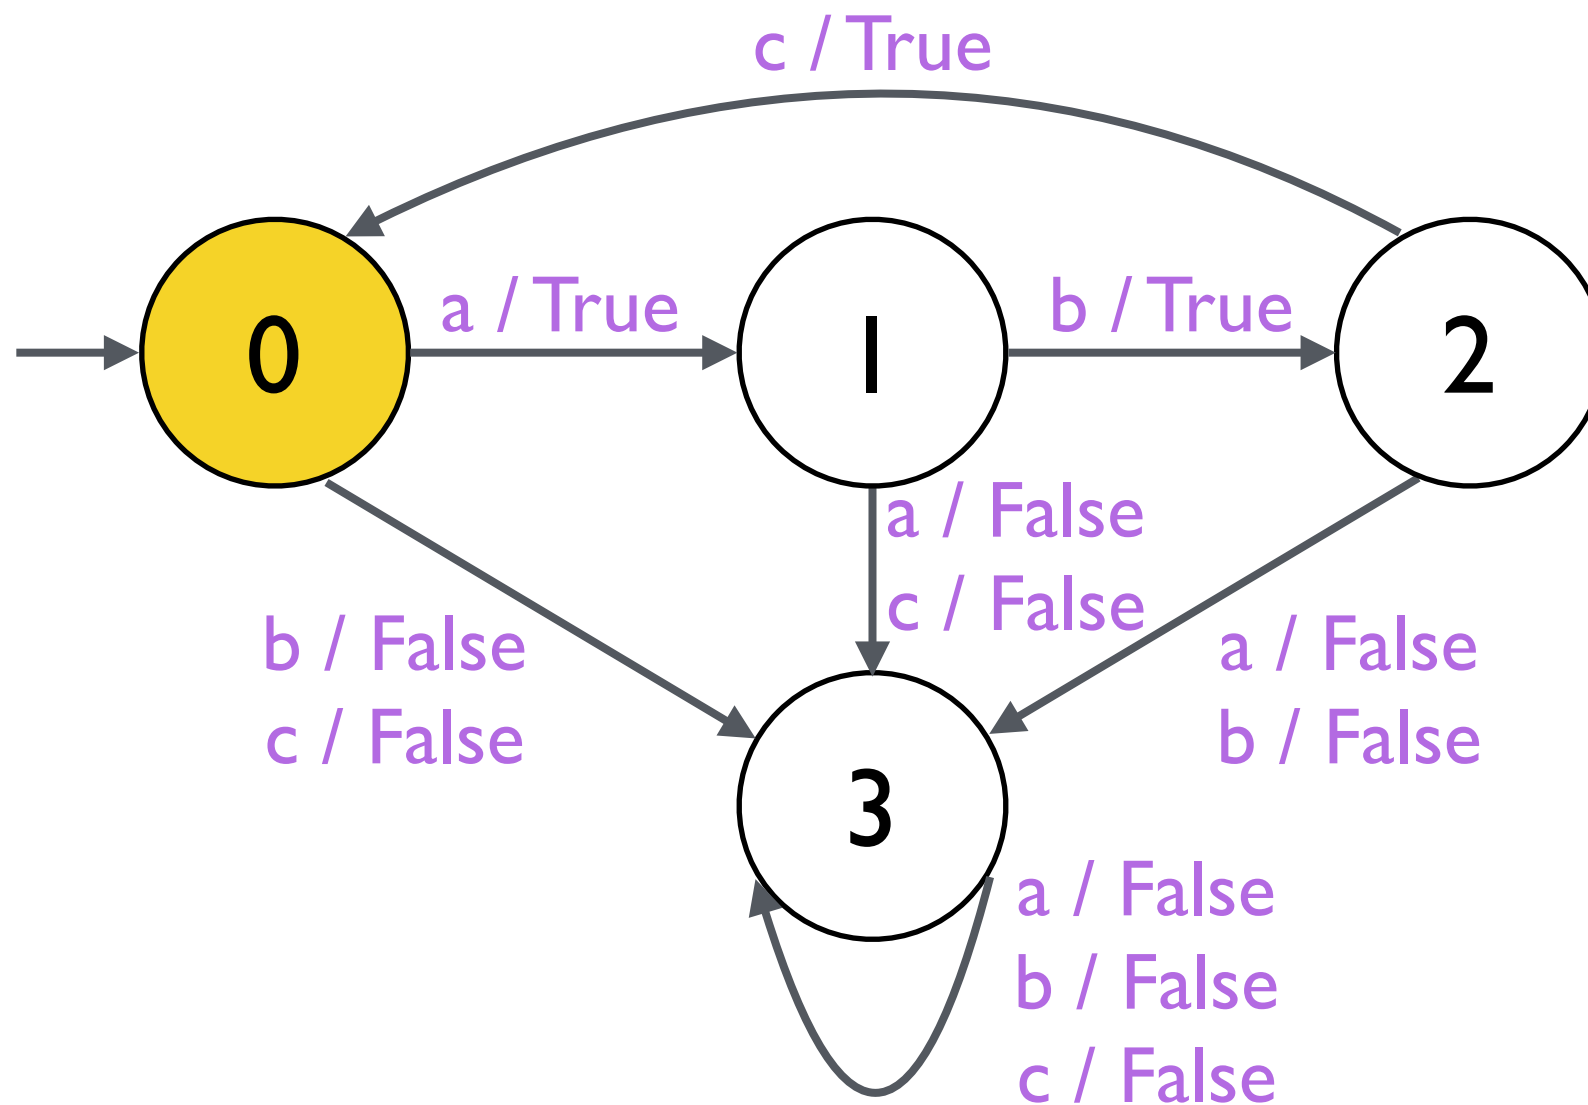 c / True
a / True
b / True
0
1
2
a / False
c / False
b / False
c / False
a / False
b / False
3
a / False
b / False
c / False